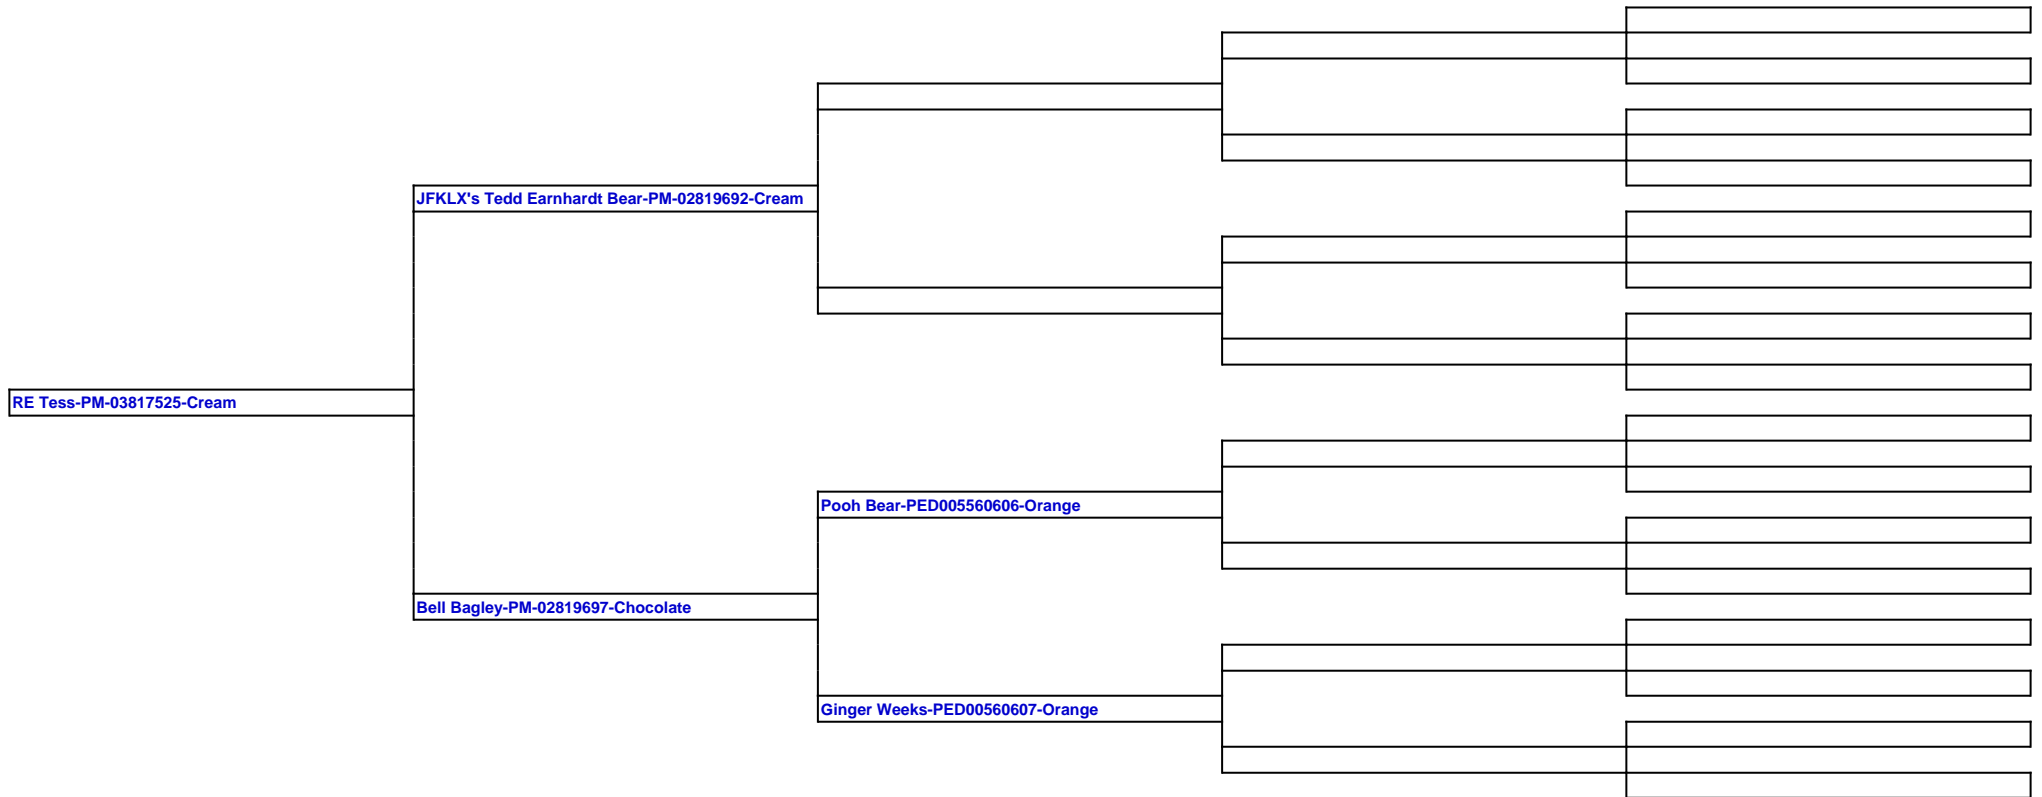 JFKLX's Tedd Earnhardt Bear-PM-02819692-Cream
RE Tess-PM-03817525-Cream
Pooh Bear-PED005560606-Orange
Bell Bagley-PM-02819697-Chocolate
Ginger Weeks-PED00560607-Orange